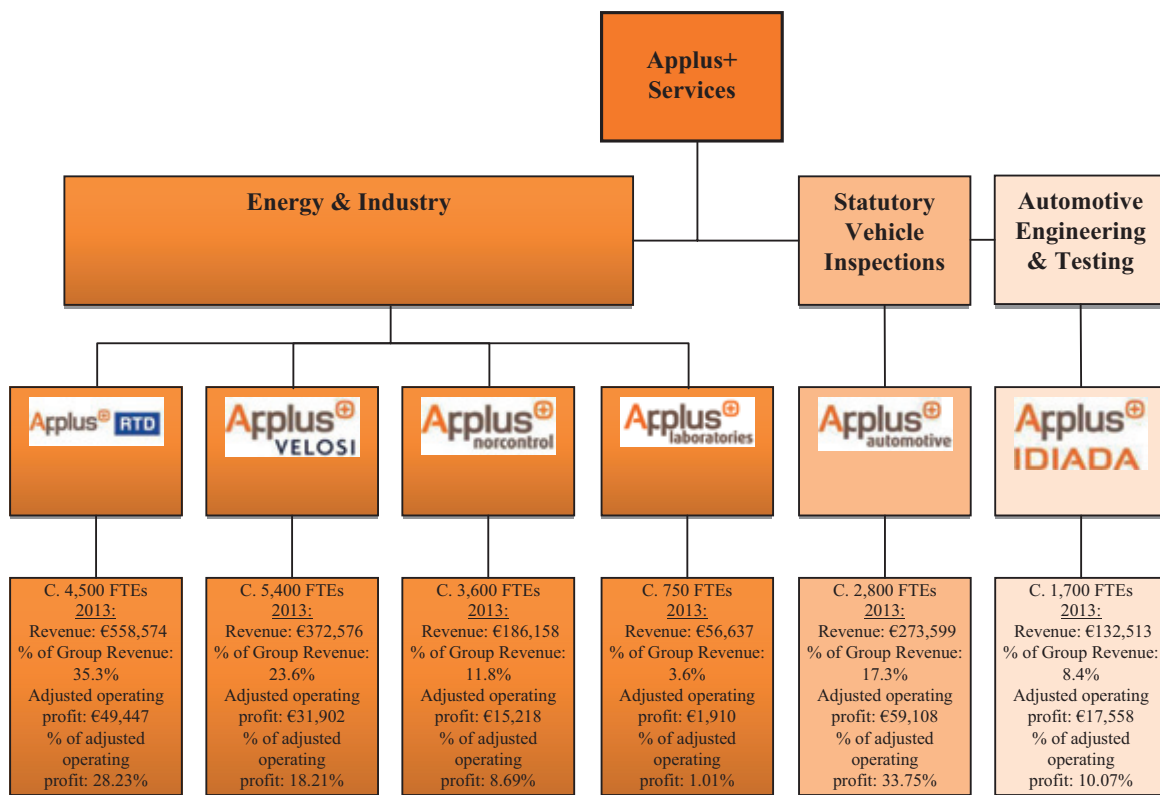 Applus+
Services
Energy & Industry
Statutory
Vehicle
Inspections
Automotive
Engineering
& Testing
Applus+ RTD
Applus+
VELOSI
Applus+
norcontrol
Applus+
laboratories
Applus+
automotive
Applus+
IDIADA
C. 4,500 FTEs
2013:
Revenue: €558,574
% of Group Revenue:
35.3%
Adjusted operating
profit: €49,447
% of adjusted
operating
profit: 28.23%
C. 5,400 FTEs
2013:
Revenue: €372,576
% of Group Revenue:
23.6%
Adjusted operating
profit: €31,902
% of adjusted
operating
profit: 18.21%
C. 3,600 FTEs
2013:
Revenue: €186,158
% of Group Revenue:
11.8%
Adjusted operating
profit: €15,218
% of adjusted
operating
profit: 8.69%
C. 750 FTEs
2013:
Revenue: €56,637
% of Group Revenue:
3.6%
Adjusted operating
profit: €1,910
% of adjusted
operating
profit: 1.01%
C. 2,800 FTEs
2013:
Revenue: €273,599
% of Group Revenue:
17.3%
Adjusted operating
profit: €59,108
% of adjusted
operating
profit: 33.75%
C. 1,700 FTEs
2013:
Revenue: €132,513
% of Group Revenue:
8.4%
Adjusted operating
profit: €17,558
% of adjusted
operating
profit: 10.07%